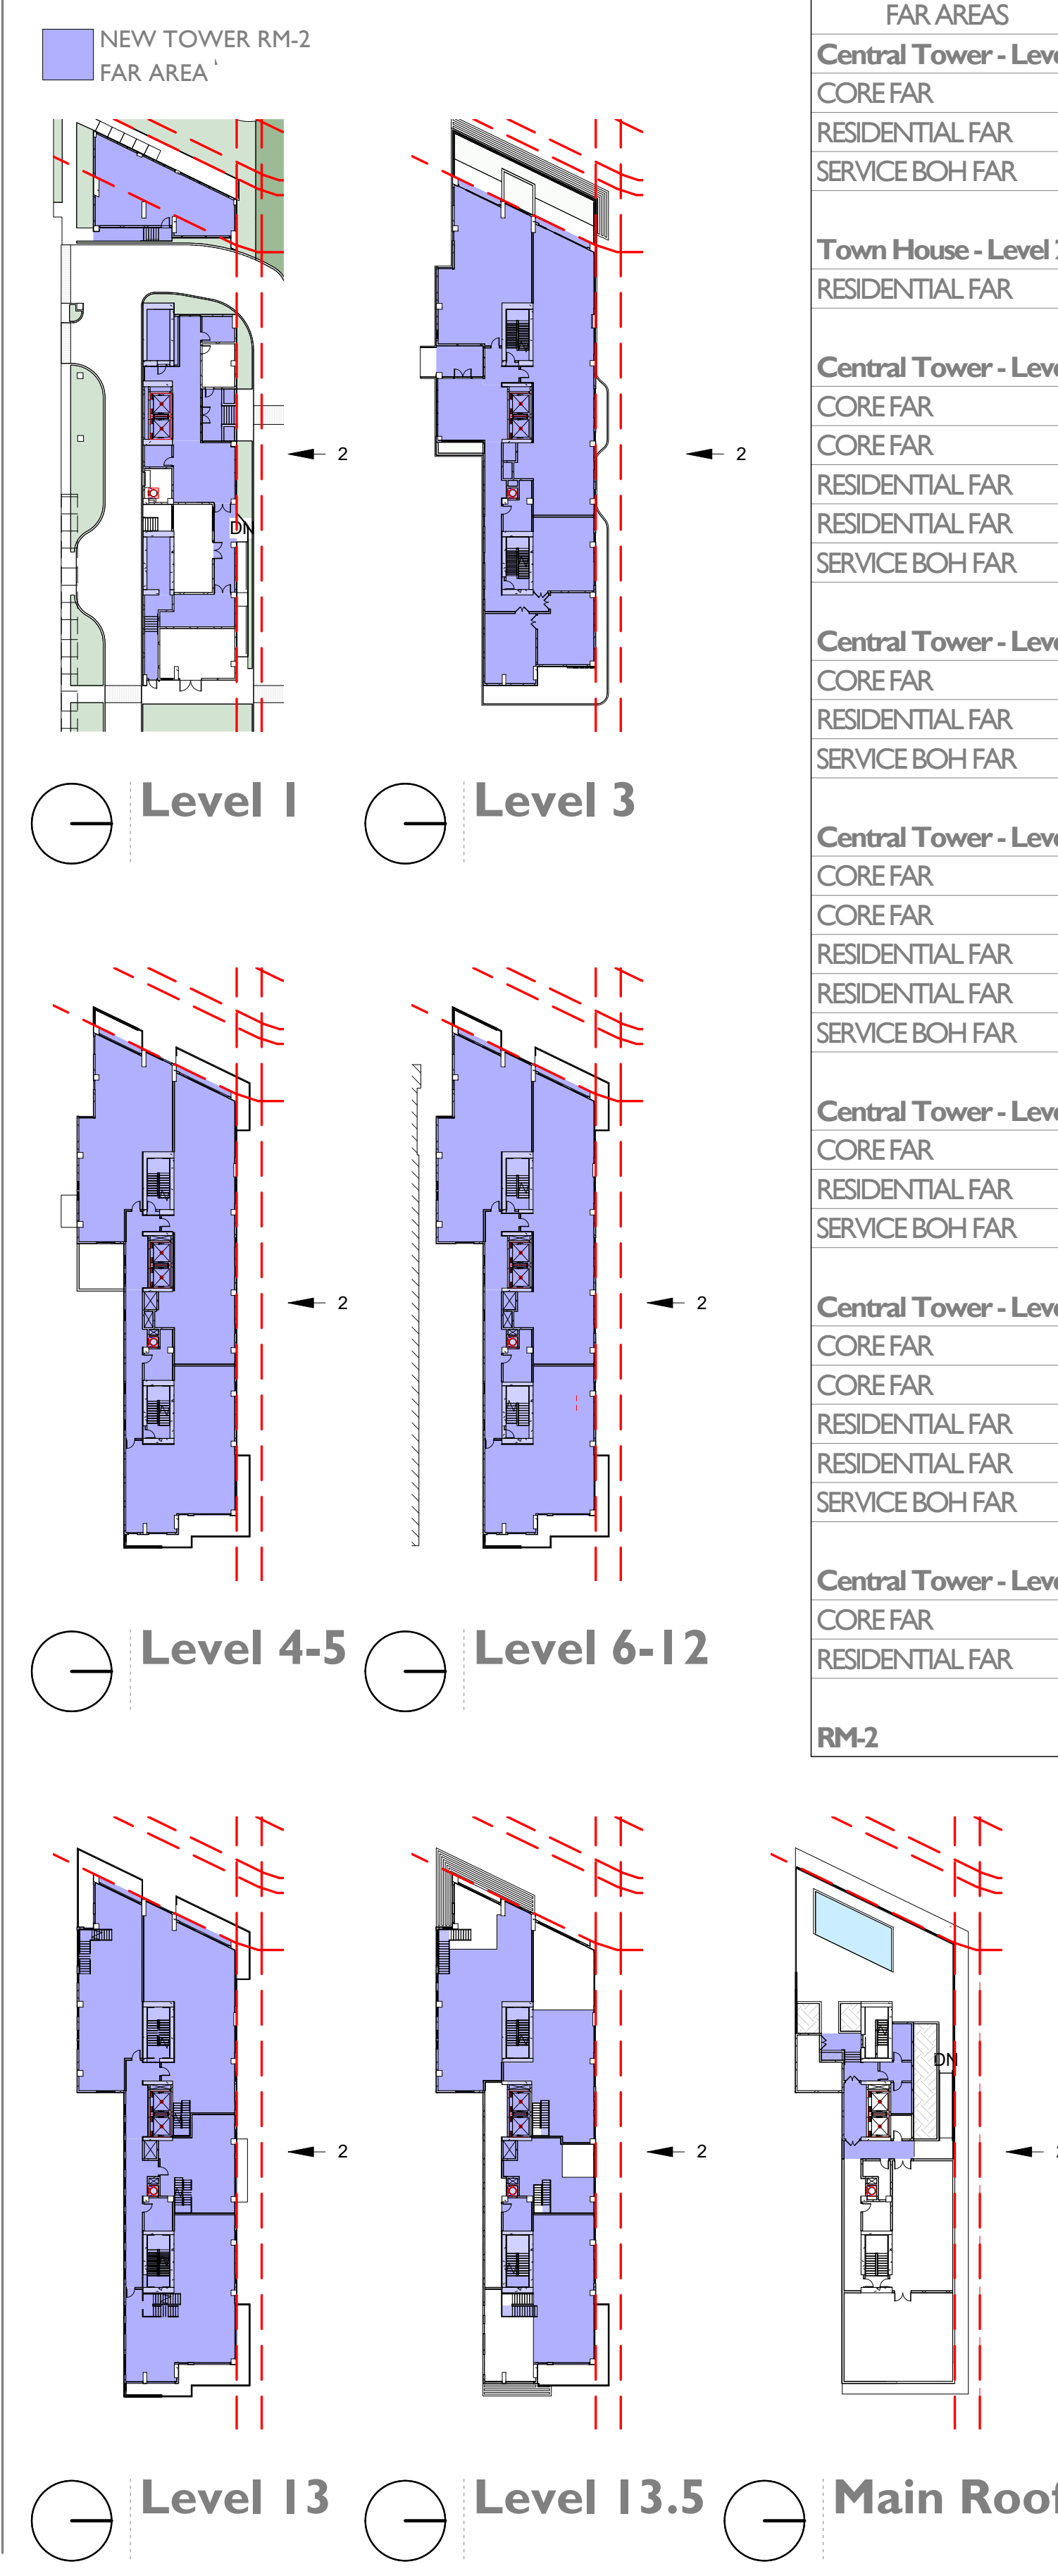 NEW TOWER RM-2
FAR AREA
2
DN
2
Level 1
Level 3
2
2
Level 4-5
Level 6-12
2
2
DN
Level 13
Level 13.5
Main Roof
FAR AREAS
Central Tower - Leve
CORE FAR
RESIDENTIAL FAR
SERVICE BOH FAR
Town House - Level 2
RESIDENTIAL FAR
Central Tower - Leve
CORE FAR
CORE FAR
RESIDENTIAL FAR
RESIDENTIAL FAR
SERVICE BOH FAR
Central Tower - Leve
CORE FAR
RESIDENTIAL FAR
SERVICE BOH FAR
Central Tower - Leve
CORE FAR
CORE FAR
RESIDENTIAL FAR
RESIDENTIAL FAR
SERVICE BOH FAR
Central Tower - Leve
CORE FAR
RESIDENTIAL FAR
SERVICE BOH FAR
Central Tower - Leve
CORE FAR
CORE FAR
RESIDENTIAL FAR
RESIDENTIAL FAR
SERVICE BOH FAR
Central Tower - Leve
CORE FAR
RESIDENTIAL FAR
RM-2